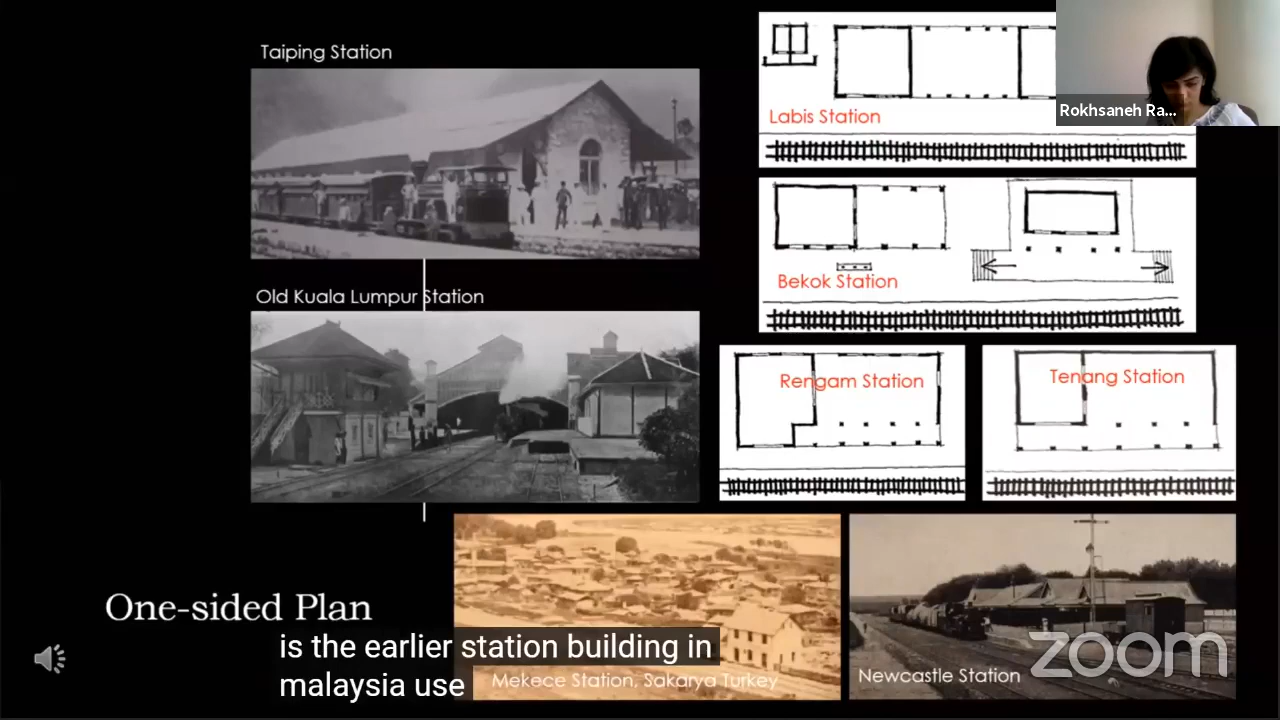 Taiping Station
Old Kuala Lumpur Station
One-sided Plan
Labis Station
Rokhsaneh Ra...
Bekok Station
Rengam Station
Tenang Station
is the earlier station building in
malaysia use
Mekece Station, Sakarya Turkey
Newcastle Station
zoom